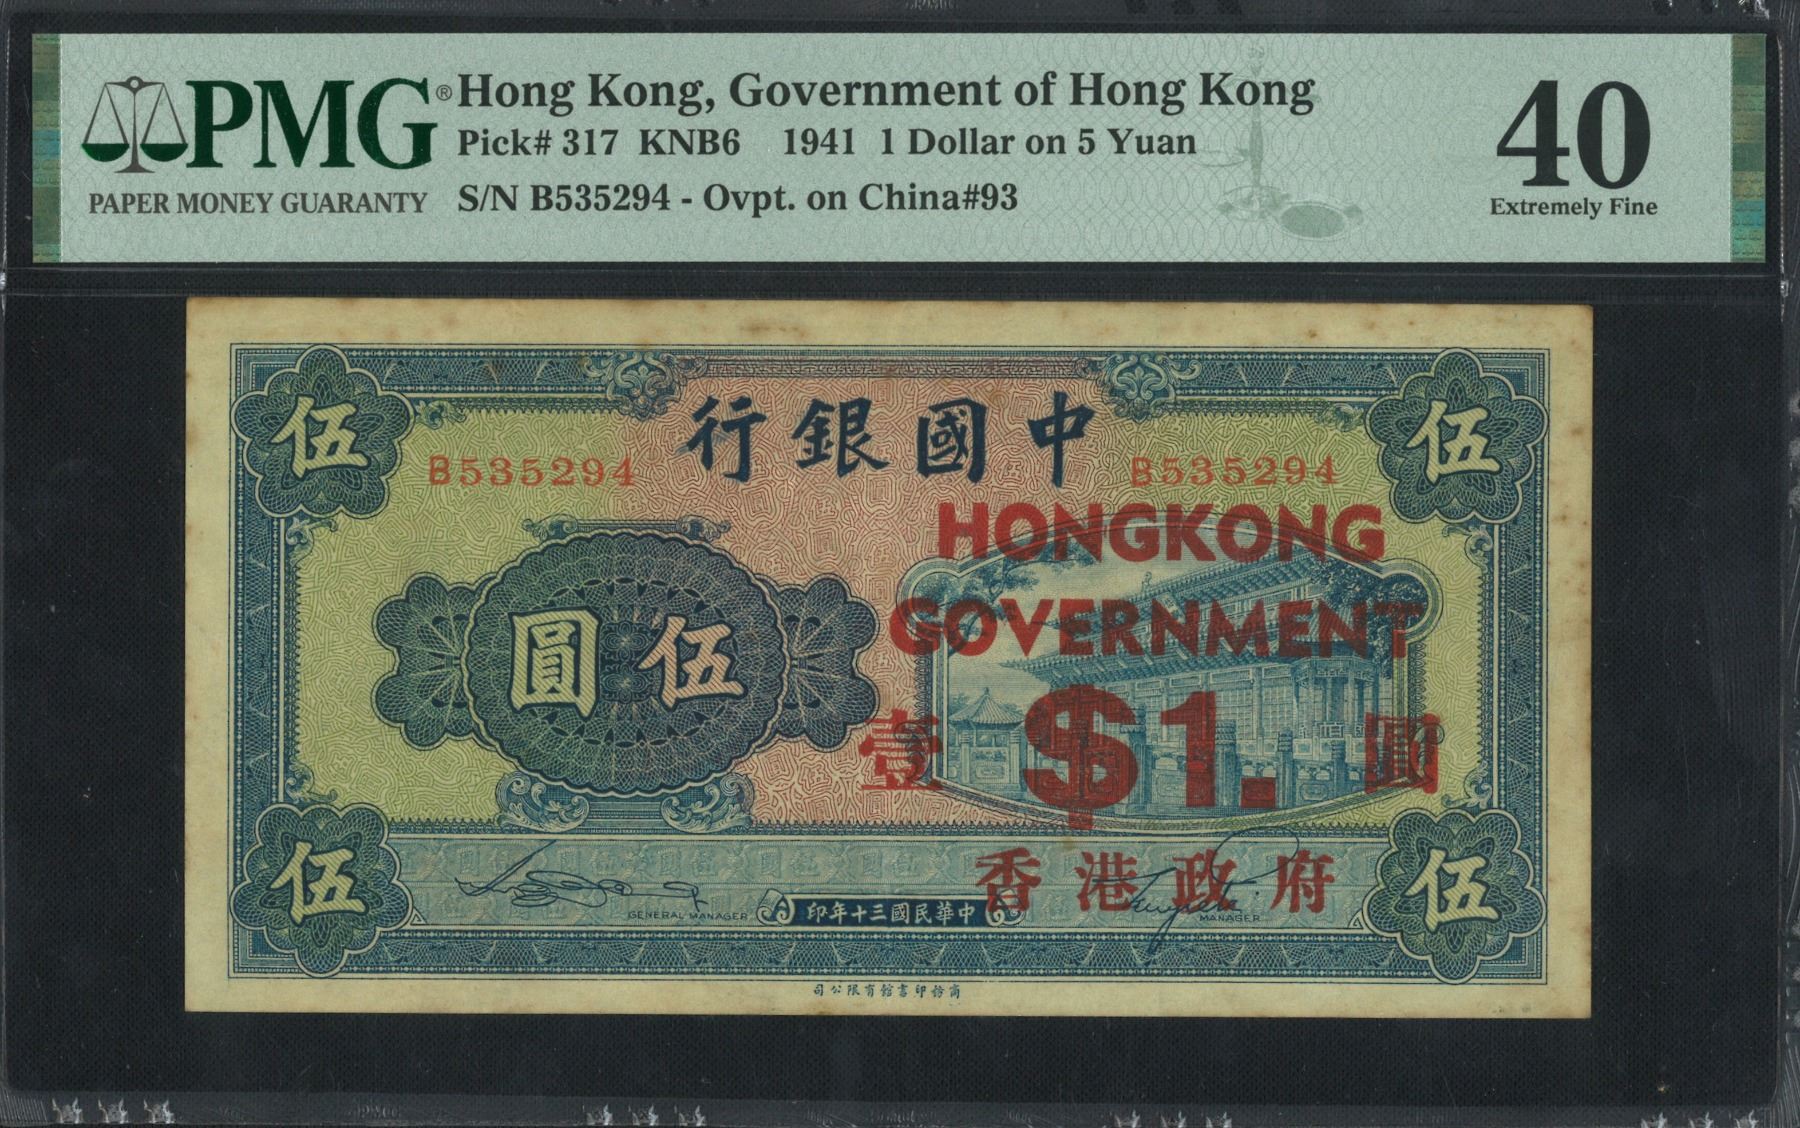 PMG®
PAPER MONEY GUARANTY
Hong Kong, Government of Hong Kong
Pick# 317 KNB6 1941 1 Dollar on 5 Yuan
S/N B535294 - Ovpt. on China#93
40
Extremely Fine
伍
伍
行銀國中
B535294
B535294
HONGKONG
GOVERNMENT
圓伍
壹 $1. 圓
香港政府
伍
伍
GENERAL MANAGER
印年十三國民華中
MANAGER
司公限有館書印務商